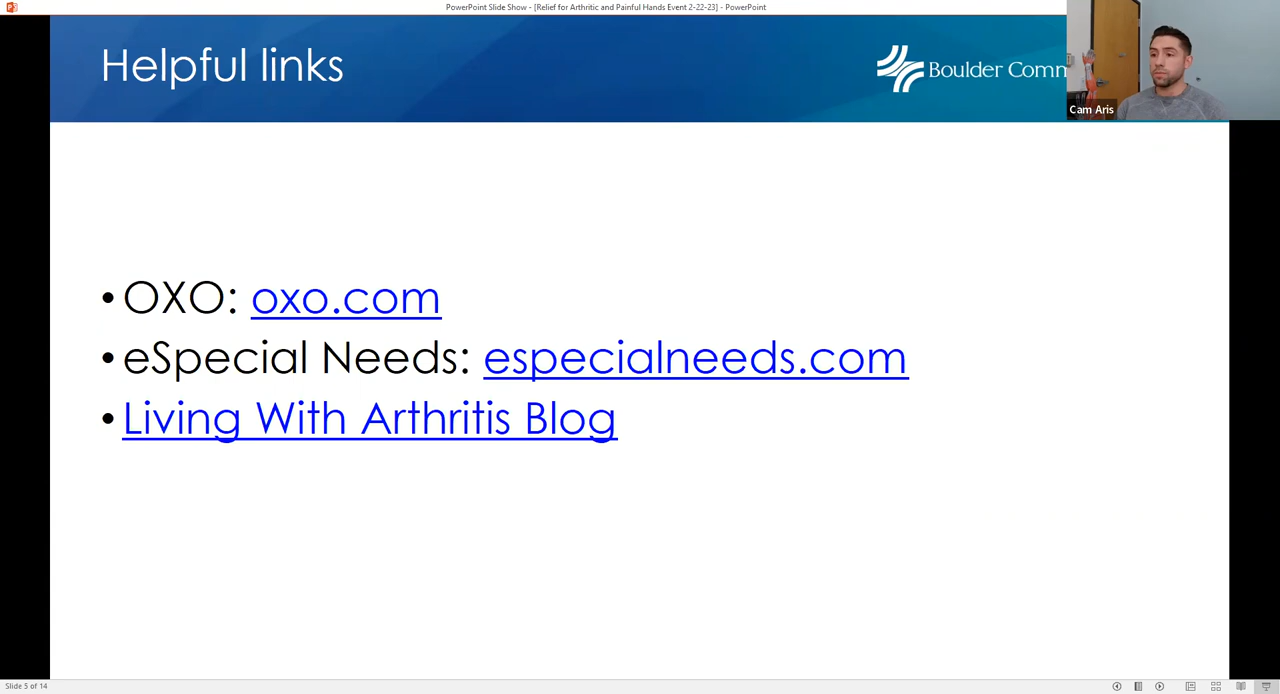 PowerPoint Slide Show - [Relief for Arthritic and Painful Hands Event 2-22-23] - PowerPoint
Helpful links
Boulder Comm
Cam Aris
•OXO: oxo.com
•eSpecial Needs: especialneeds.com
•Living With Arthritis Blog
Slide 5 of 14